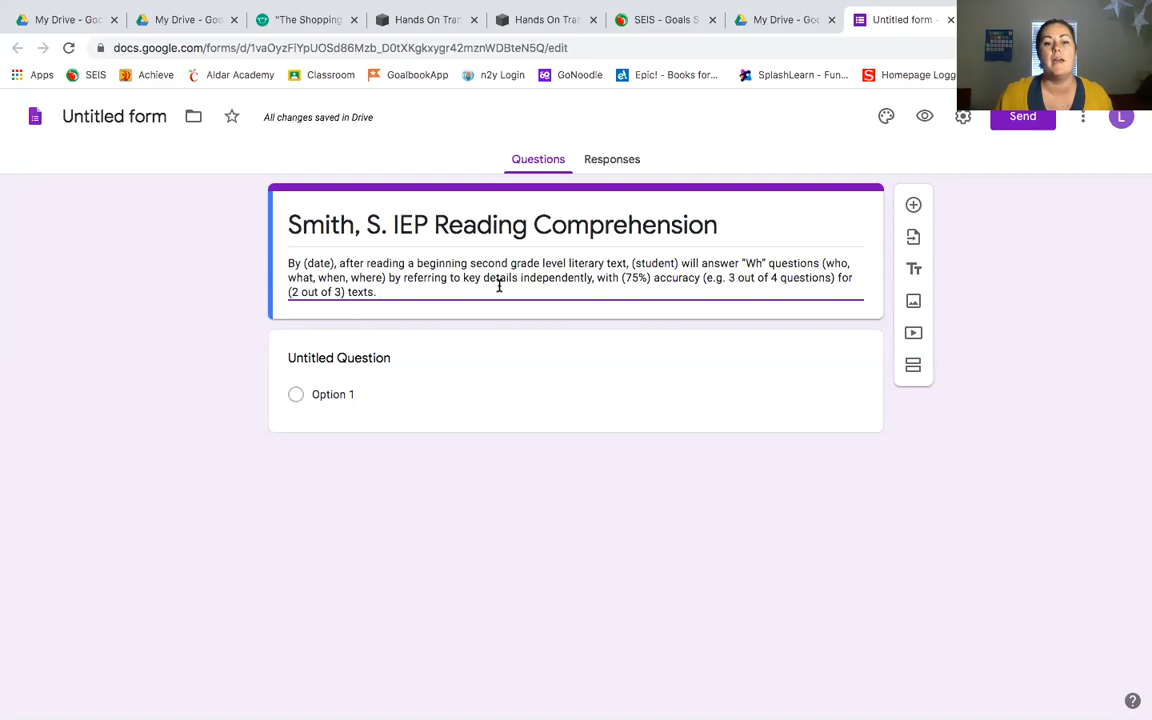 My Drive - Goo
My Drive - Goo
"The Shopping
Hands On Tran
Hands On Tran
SEIS - Goals S
My Drive - Goo
Untitled form -
docs.google.com/forms/d/1vaOyzFiYpUOSd86Mzb_D0tXKgkxygr42mznWDBteN5Q/edit
Apps
SEIS
Achieve
Aldar Academy
Classroom
GoalbookApp
n2y Login
GoNoodle
Epic! - Books for...
SplashLearn - Fun...
Homepage Logg
Untitled form
All changes saved in Drive
Send
L
Questions
Responses
Smith, S. IEP Reading Comprehension
By (date), after reading a beginning second grade level literary text, (student) will answer "Wh" questions (who,
what, when, where) by referring to key details independently, with (75%) accuracy (e.g. 3 out of 4 questions) for
(2 out of 3) texts.
Untitled Question
Option 1